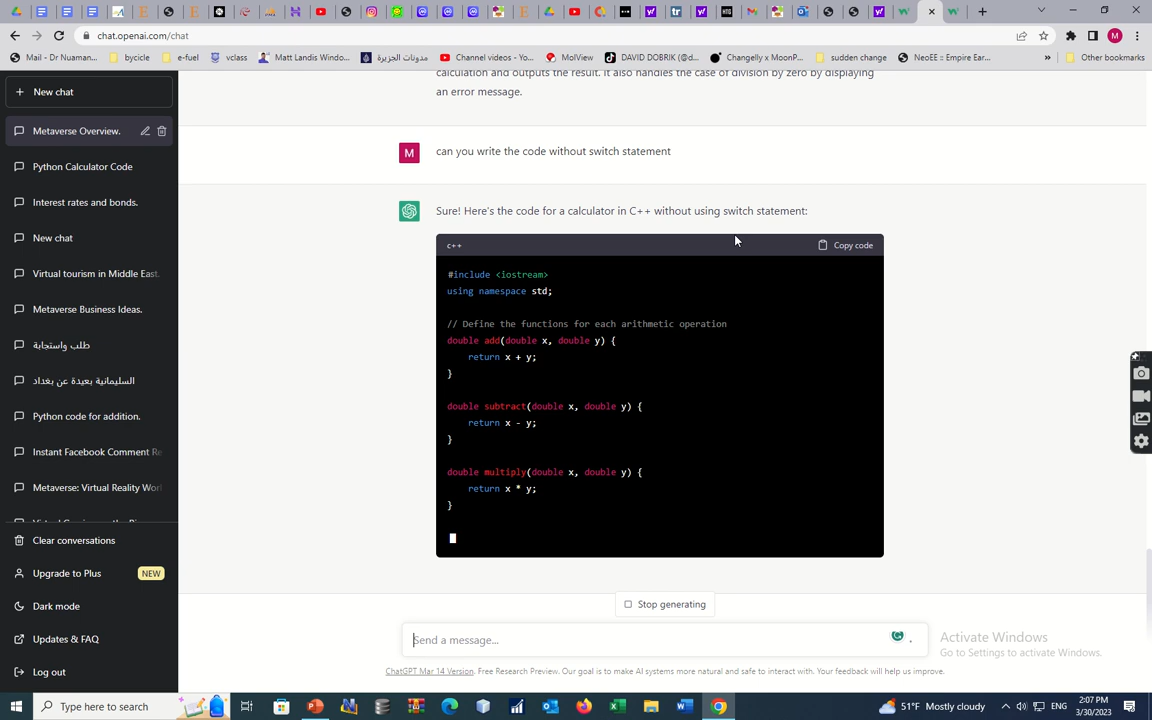 chat.openai.com/chat
Mail - Dr Nuaman...
bycicle
e-fuel
vclass
Matt Landis Windo...
مدونات الجزيرة
Channel videos - Yo...
MolView
DAVID DOBRIK (@d...
Changelly x MoonP...
sudden change
NeoEE :: Empire Ear...
»
Other bookmarks
calculation and outputs the result. It also handles the case of division by zero by displaying
an error message.
+ New chat
Metaverse Overview.
Python Calculator Code
Interest rates and bonds.
New chat
Virtual tourism in Middle East.
Metaverse Business Ideas.
طلب واستجابة
السليمانية بعيدة عن بغداد
Python code for addition.
Instant Facebook Comment Re
Metaverse: Virtual Reality Worl
Clear conversations
Upgrade to Plus NEW
Dark mode
Updates & FAQ
Log out
M can you write the code without switch statement
Sure! Here's the code for a calculator in C++ without using switch statement:
c++ Copy code
#include <iostream>
using namespace std;
// Define the functions for each arithmetic operation
double add(double x, double y) {
return x + y;
}
double subtract(double x, double y) {
return x - y;
}
double multiply(double x, double y) {
return x * y;
}
Stop generating
Send a message...
Activate Windows
Go to Settings to activate Windows.
ChatGPT Mar 14 Version. Free Research Preview. Our goal is to make AI systems more natural and safe to interact with. Your feedback will help us improve.
Type here to search
51°F Mostly cloudy
ENG
2:07 PM
3/30/2023